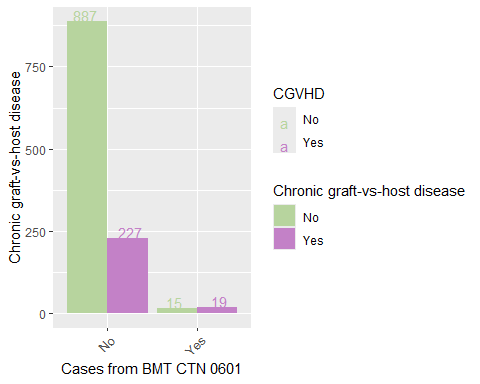 887
750
500
250
0
227
15
19
No
Yes
Cases from BMT CTN 0601
Chronic graft-vs-host disease
CGVHD
a No
a Yes
Chronic graft-vs-host disease
No
Yes